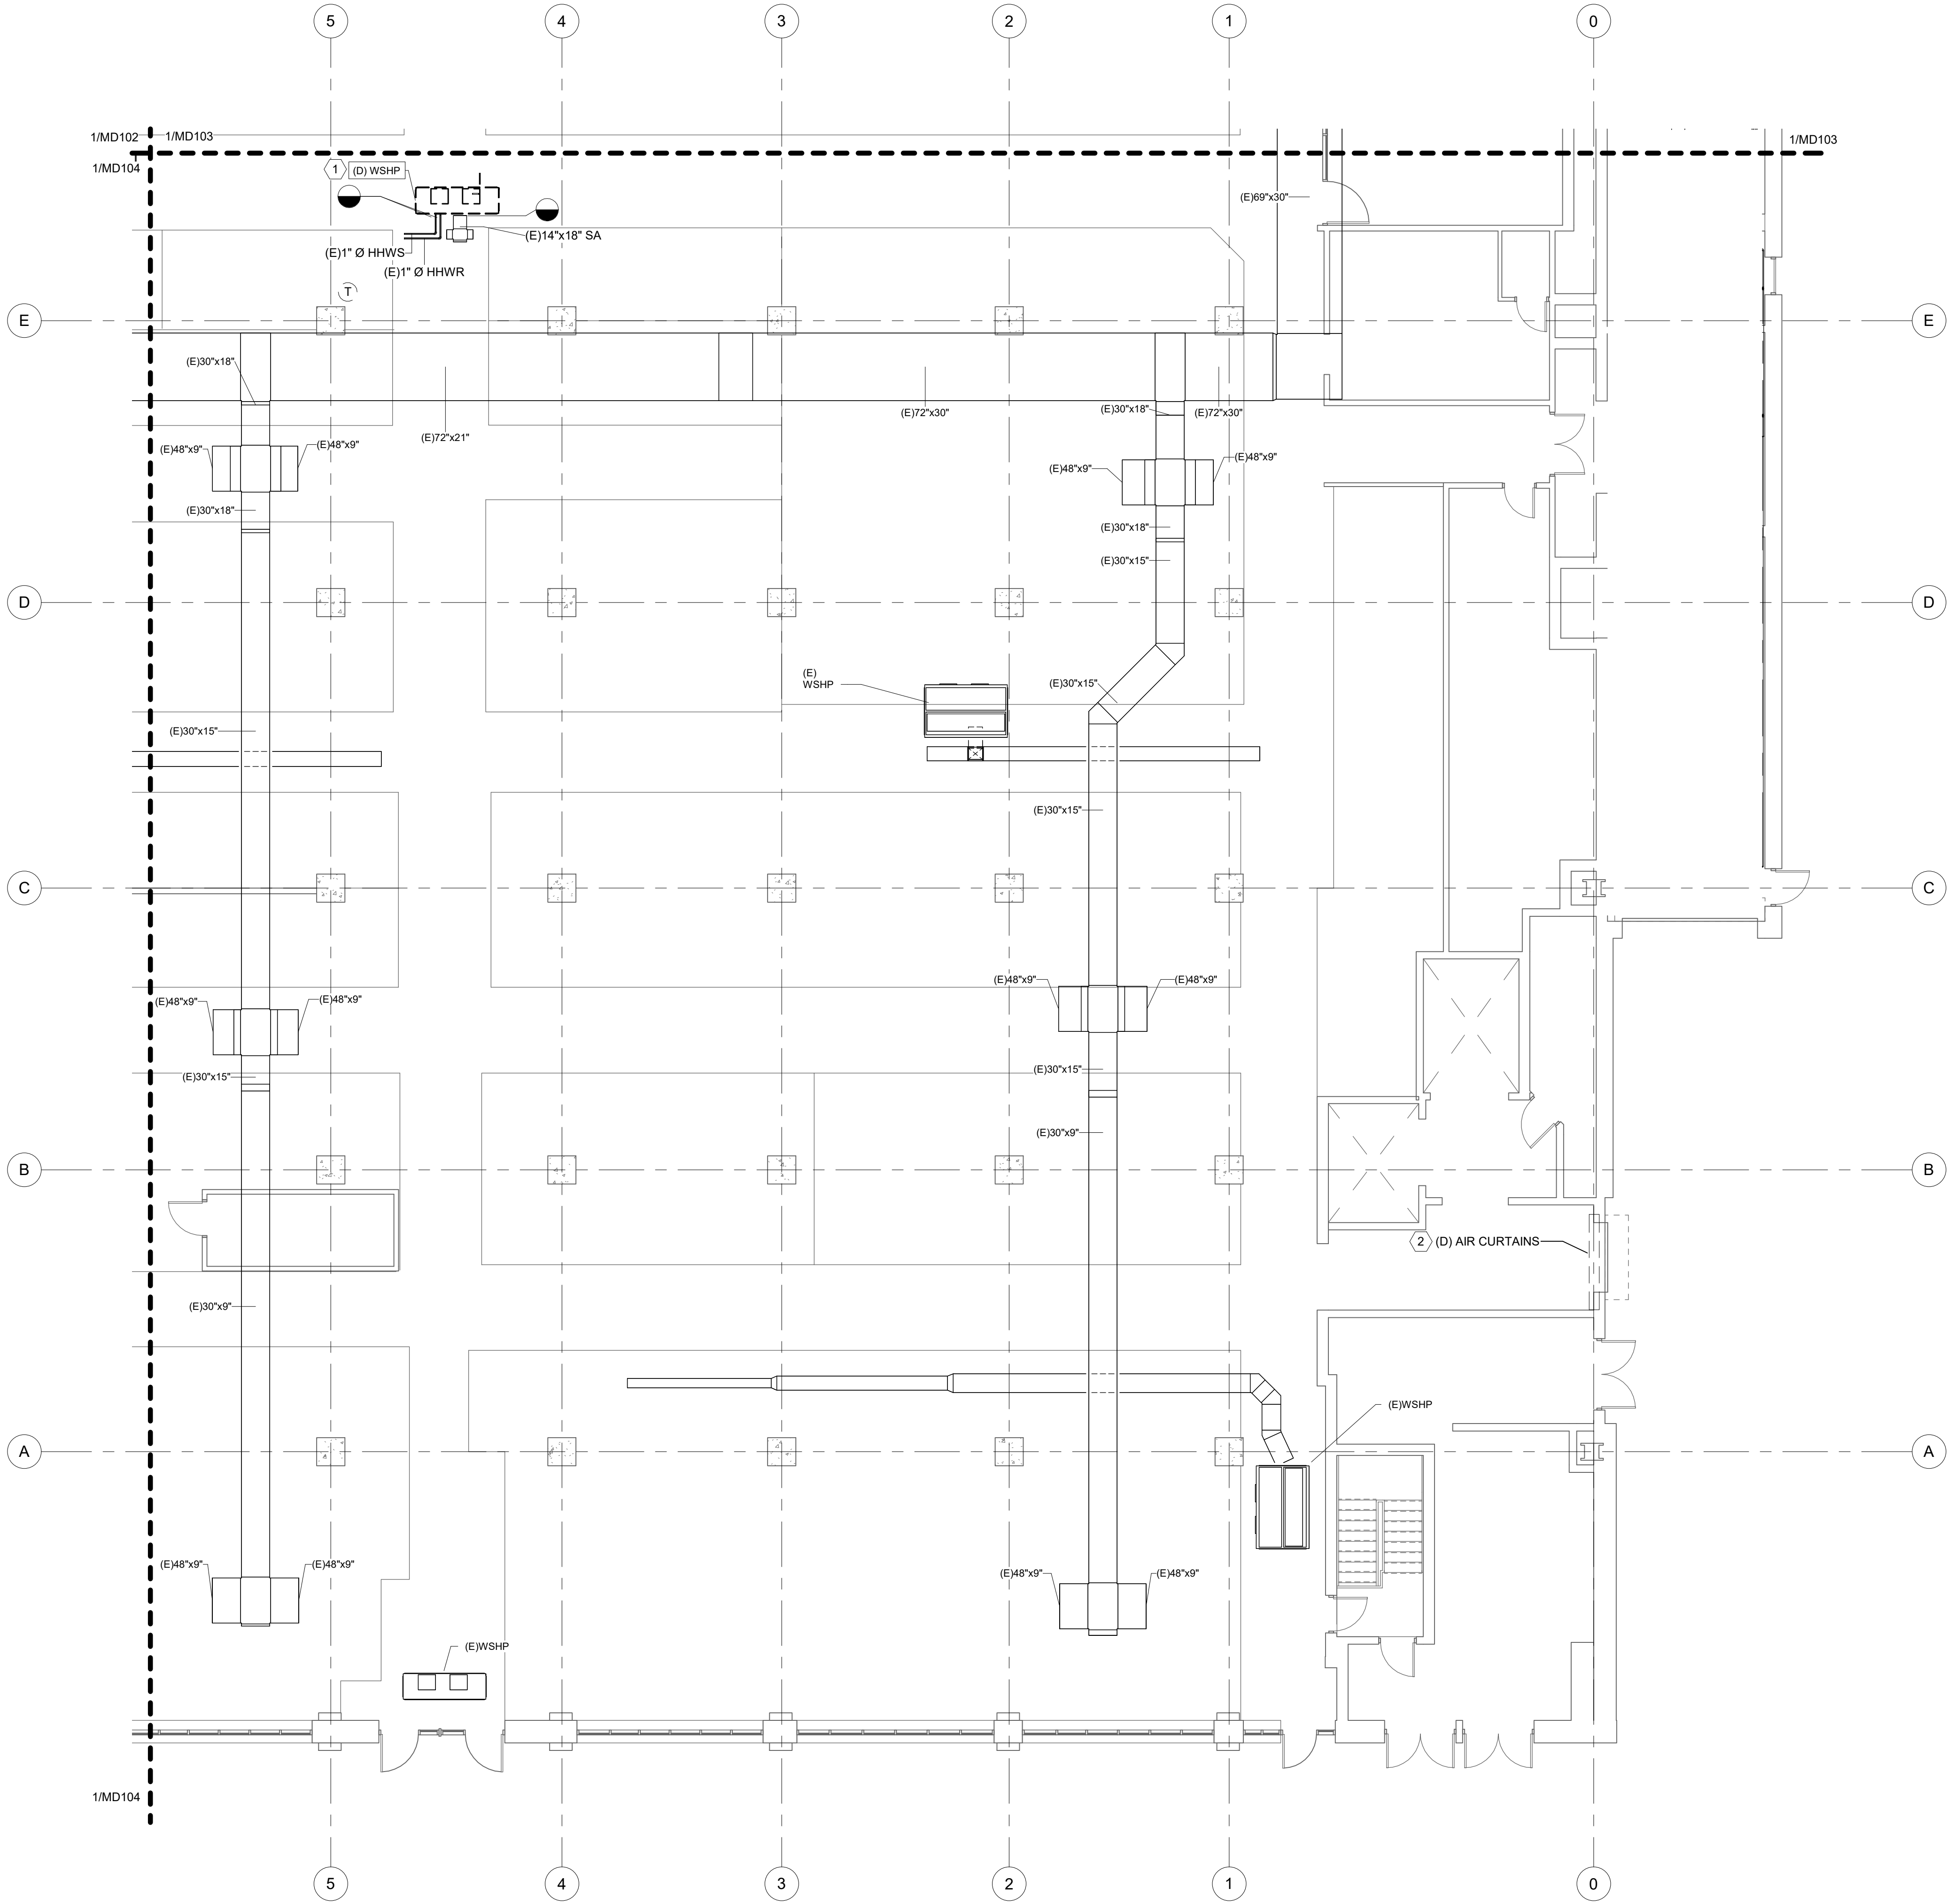 5 4 3 2 1 0
1/MD102 1/MD103
1/MD103
1/MD104
1 (D) WSHP
(E)69"x30"
(E)14"x18" SA
(E)1" Ø HHWS
(E)1" Ø HHWR
T
E E
(E)30"x18"
(E)72"x30"
(E)30"x18"
(E)72"x30"
(E)72"x21"
(E)48"x9" (E)48"x9"
(E)48"x9" (E)48"x9"
(E)30"x18"
(E)30"x18"
(E)30"x15"
D D
(E)
WSHP
(E)30"x15"
(E)30"x15"
(E)30"x15"
C C
(E)48"x9" (E)48"x9"
(E)48"x9" (E)48"x9"
(E)30"x15"
(E)30"x15"
(E)30"x9"
B B
2 (D) AIR CURTAINS
(E)30"x9"
(E)WSHP
A A
(E)48"x9" (E)48"x9"
(E)48"x9" (E)48"x9"
(E)WSHP
1/MD104
5 4 3 2 1 0